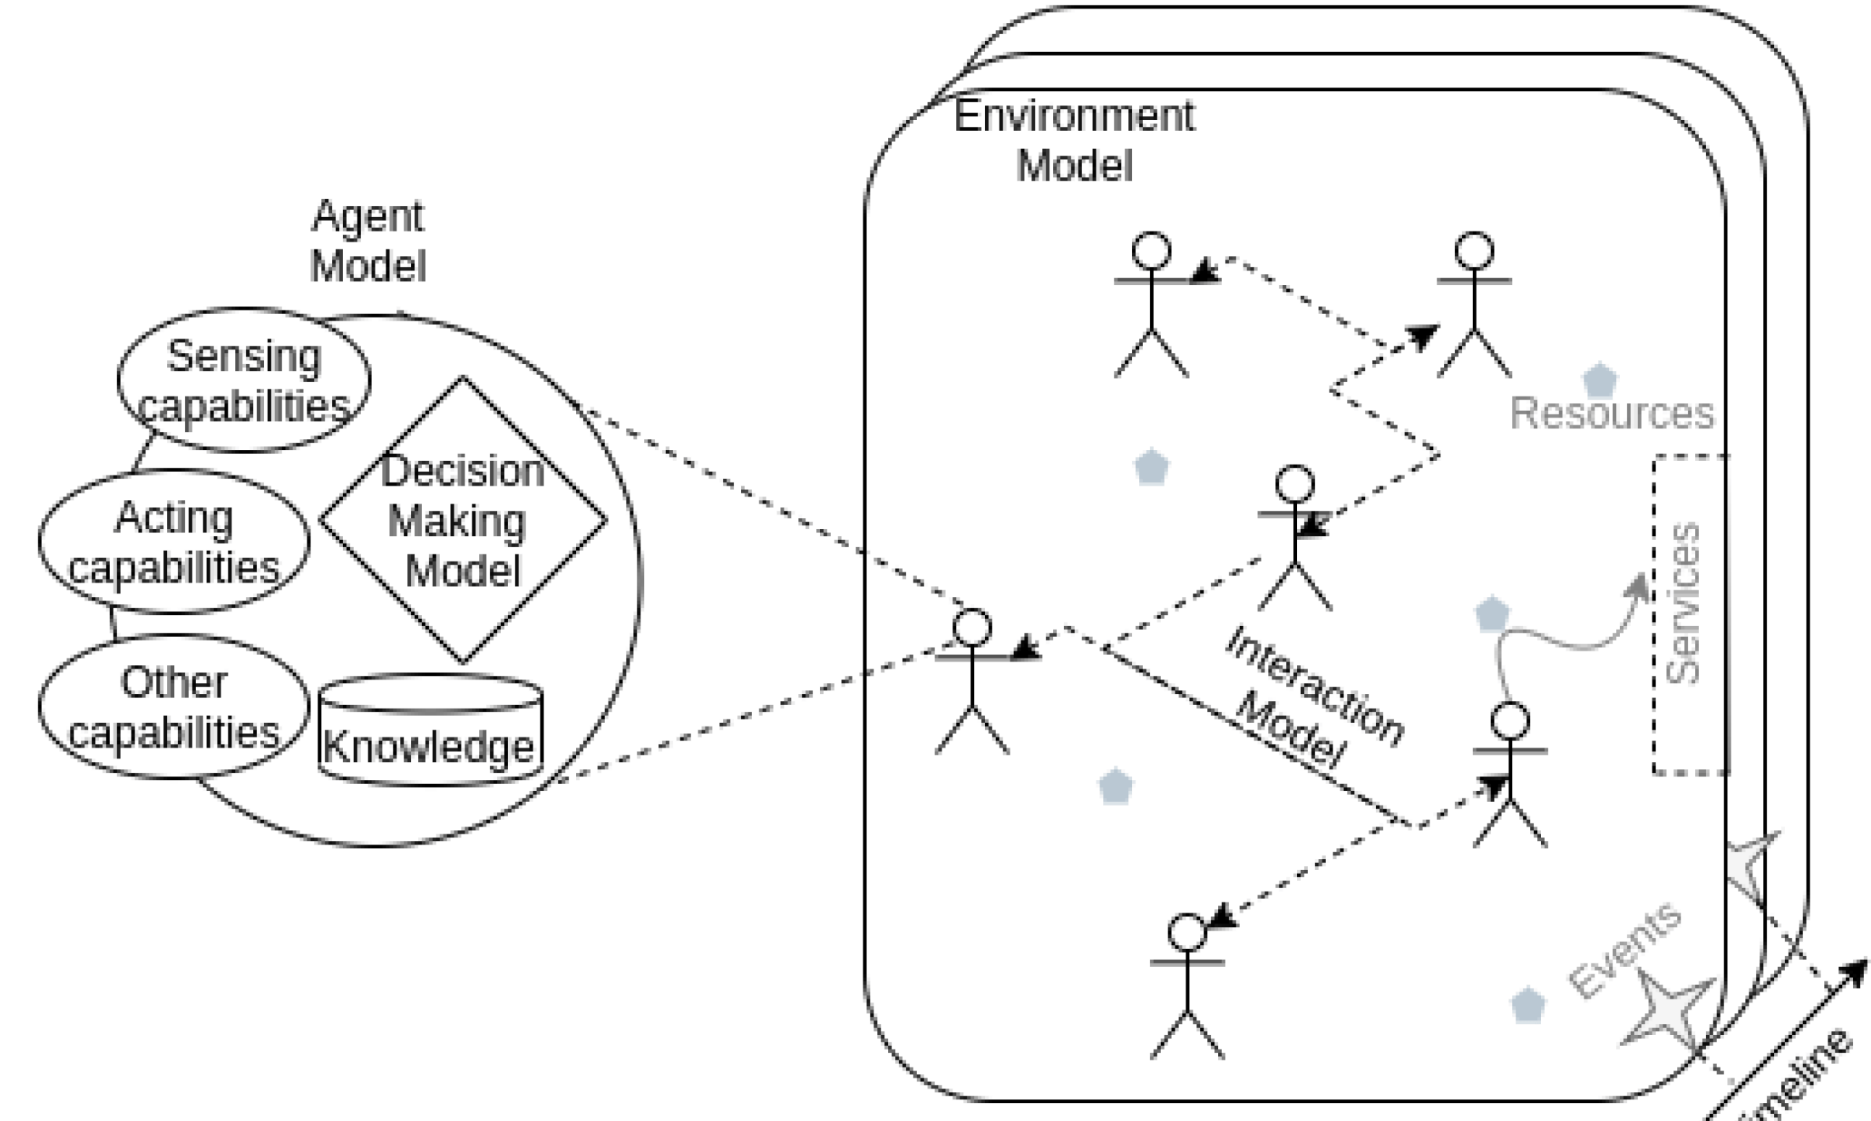 Environment
Model
Agent
Model
Sensing
capabilities
Decision
Making
Model
Acting
capabilities
Other
capabilities
Knowledge
Resources
Services
Interaction
Model
Events
imeline